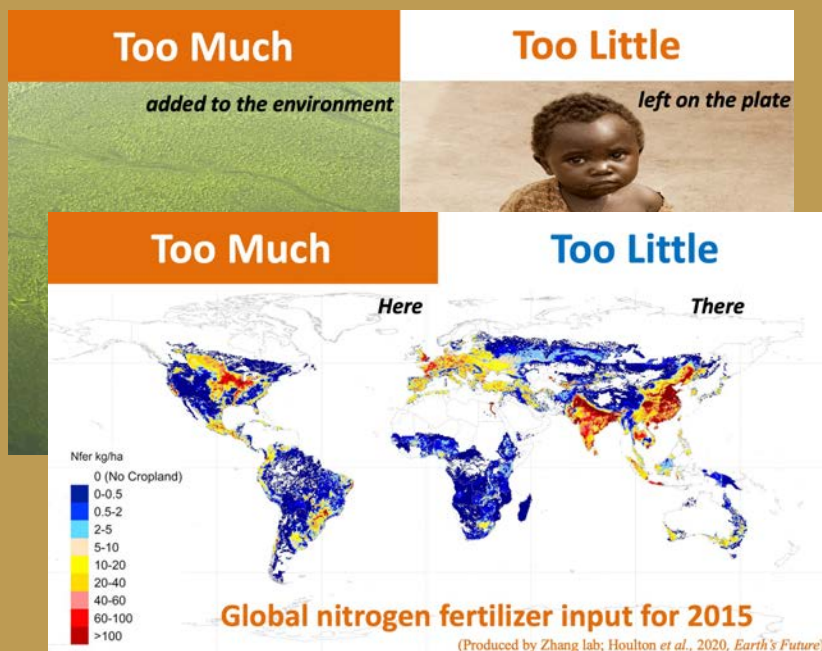 Too Much
Too Little
added to the environment
left on the plate
Too Much
Too Little
Here
There
Nfer kg/ha
0 (No Cropland)
0-0.5
0.5-2
2-5
5-10
10-20
20-40
40-60
60-100
>100
Global nitrogen fertilizer input for 2015
(Produced by Zhang lab; Houlton et al., 2020, Earth's Future)